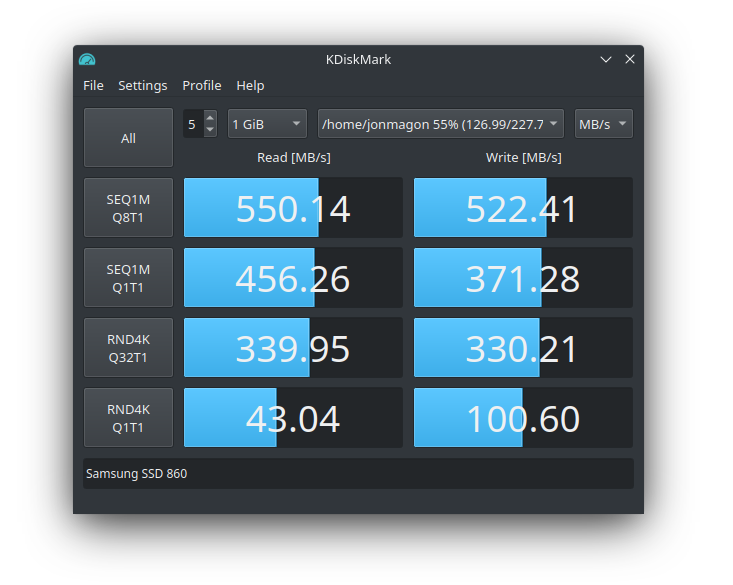 KDiskMark
File Settings Profile Help
All
5
1 GiB
/home/jonmagon 55% (126.99/227.7
MB/s
Read [MB/s]
Write [MB/s]
SEQ1M
Q8T1
550.14
522.41
SEQ1M
Q1T1
456.26
371.28
RND4K
Q32T1
339.95
330.21
RND4K
Q1T1
43.04
100.60
Samsung SSD 860